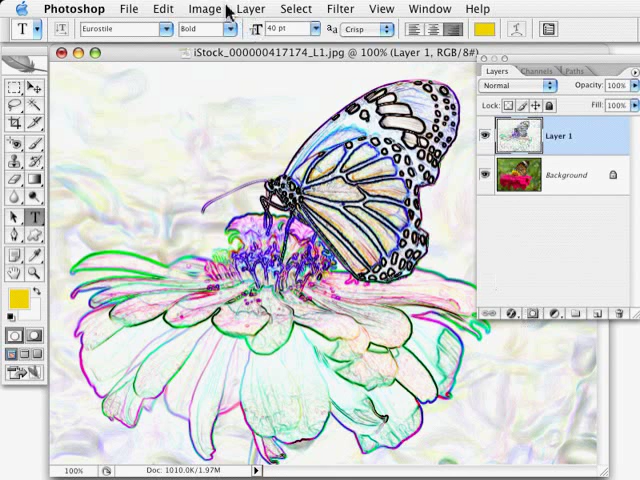 Photoshop File Edit Image Layer Select Filter View Window Help
T Eurostile Bold T 40 pt aa Crisp
iStock_000000417174_L1.jpg @ 100% (Layer 1, RGB/8#)
Layers Channels Paths
Normal Opacity: 100%
Lock: Fill: 100%
Layer 1
Background
T
100% Doc: 1010.0K/1.97M